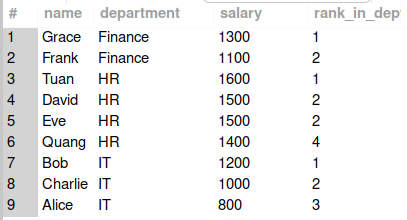 # name department salary rank_in_dep
1 Grace Finance 1300 1
2 Frank Finance 1100 2
3 Tuan HR 1600 1
4 David HR 1500 2
5 Eve HR 1500 2
6 Quang HR 1400 4
7 Bob IT 1200 1
8 Charlie IT 1000 2
9 Alice IT 800 3